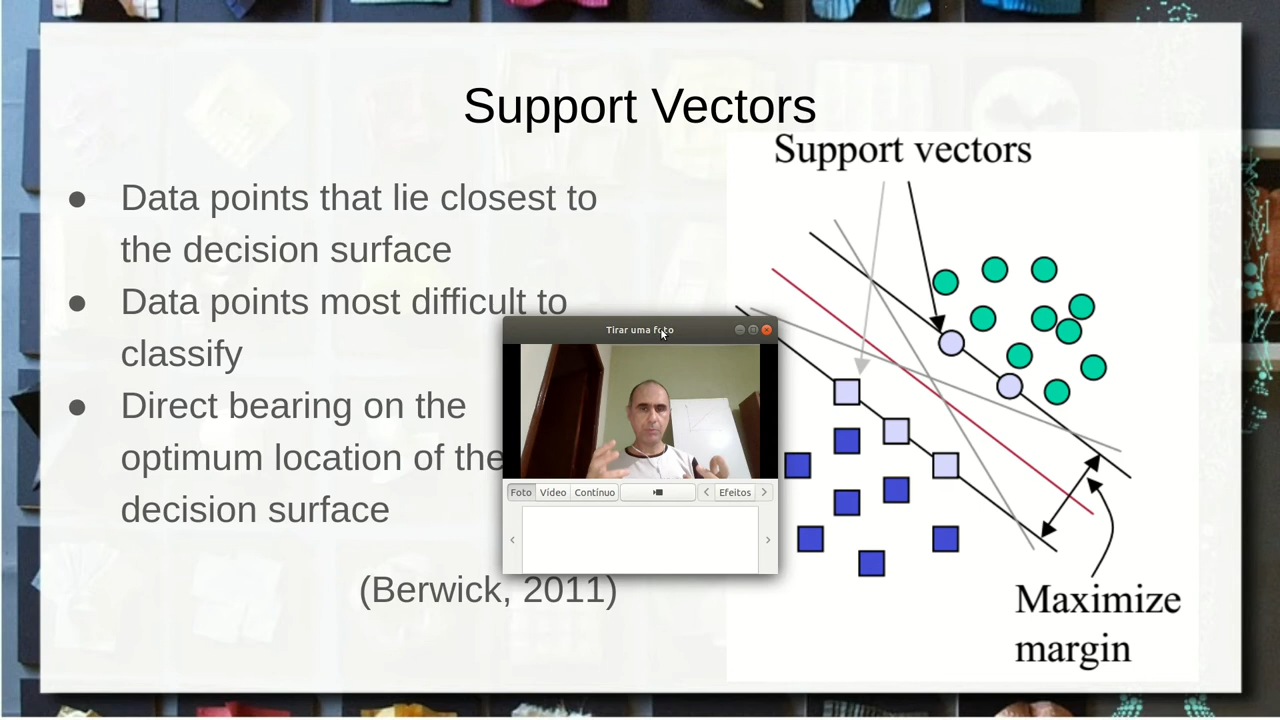 Support Vectors
● Data points that lie closest to
the decision surface
● Data points most difficult to
classify
● Direct bearing on the
optimum location of the
decision surface
(Berwick, 2011)
Support vectors
Maximize
margin
Tirar uma foto
Foto Vídeo Contínuo Efeitos